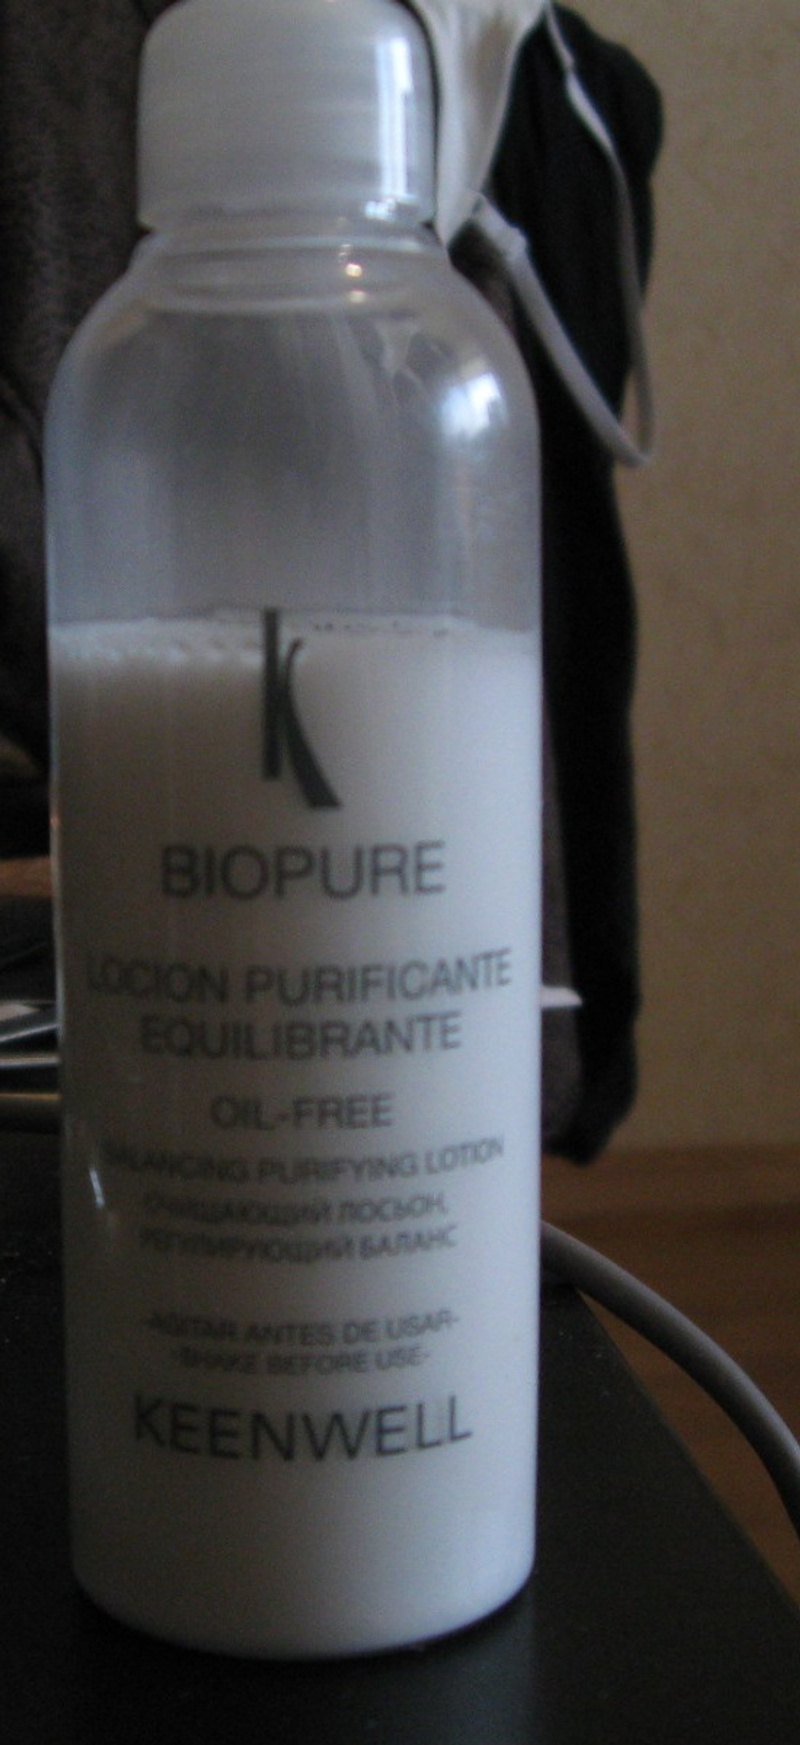 k
BIOPURE
LOCION PURIFICANTE
EQUILIBRANTE
OIL-FREE
BALANCING PURIFYING LOTION
ОЧИЩАЮЩИЙ ЛОСЬОН,
РЕГУЛИРУЮЩИЙ БАЛАНС
-AGITAR ANTES DE USAR-
-SHAKE BEFORE USE-
KEENWELL